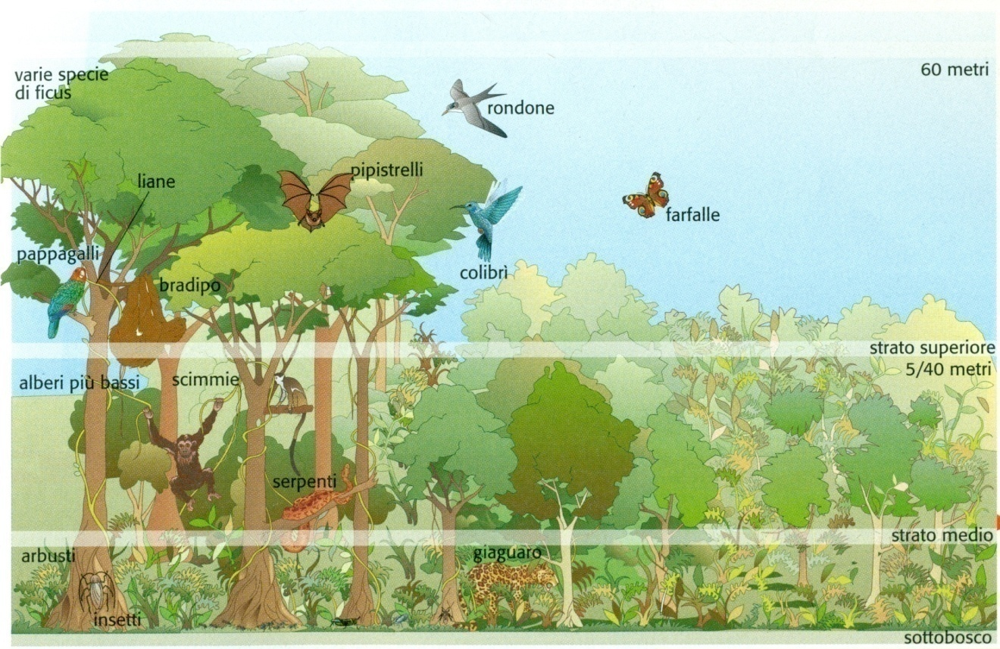 varie specie
di ficus
60 metri
rondone
pipistrelli
liane
farfalle
pappagalli
colibrì
bradipo
strato superiore
5/40 metri
alberi più bassi
scimmie
serpenti
strato medio
arbusti
giaguaro
insetti
sottobosco